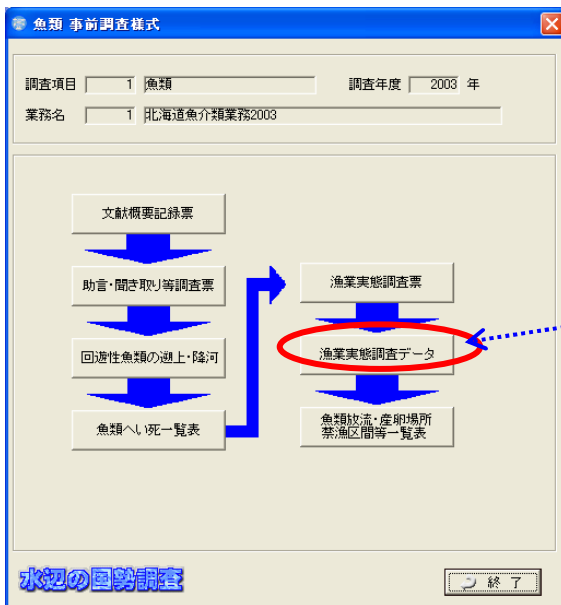 魚類 事前調査様式
調査項目 1 魚類 調査年度 2003 年
業務名 1 北海道魚介類業務2003
文献概要記録票
助言・聞き取り等調査票
回遊性魚類の遡上・降河
魚類へい死一覧表
漁業実態調査票
漁業実態調査データ
魚類放流・産卵場所
禁漁区間等一覧表
水辺の国勢調査
終 了